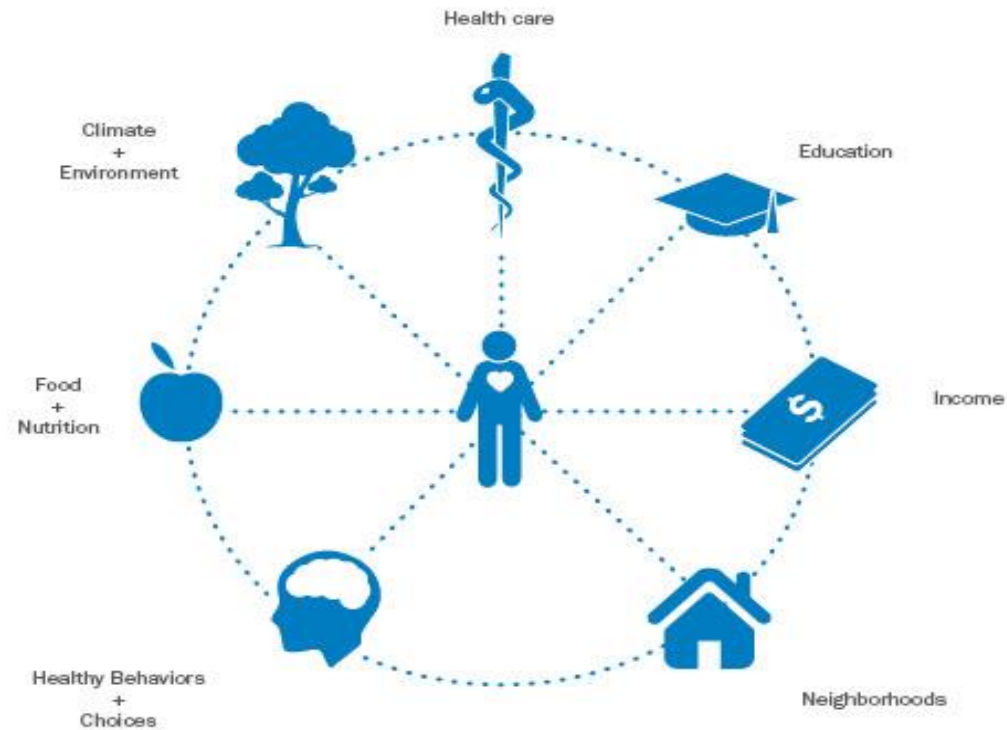 Health care
Climate
+
Environment
Education
Food
+
Nutrition
$
Income
Healthy Behaviors
+
Choices
Neighborhoods